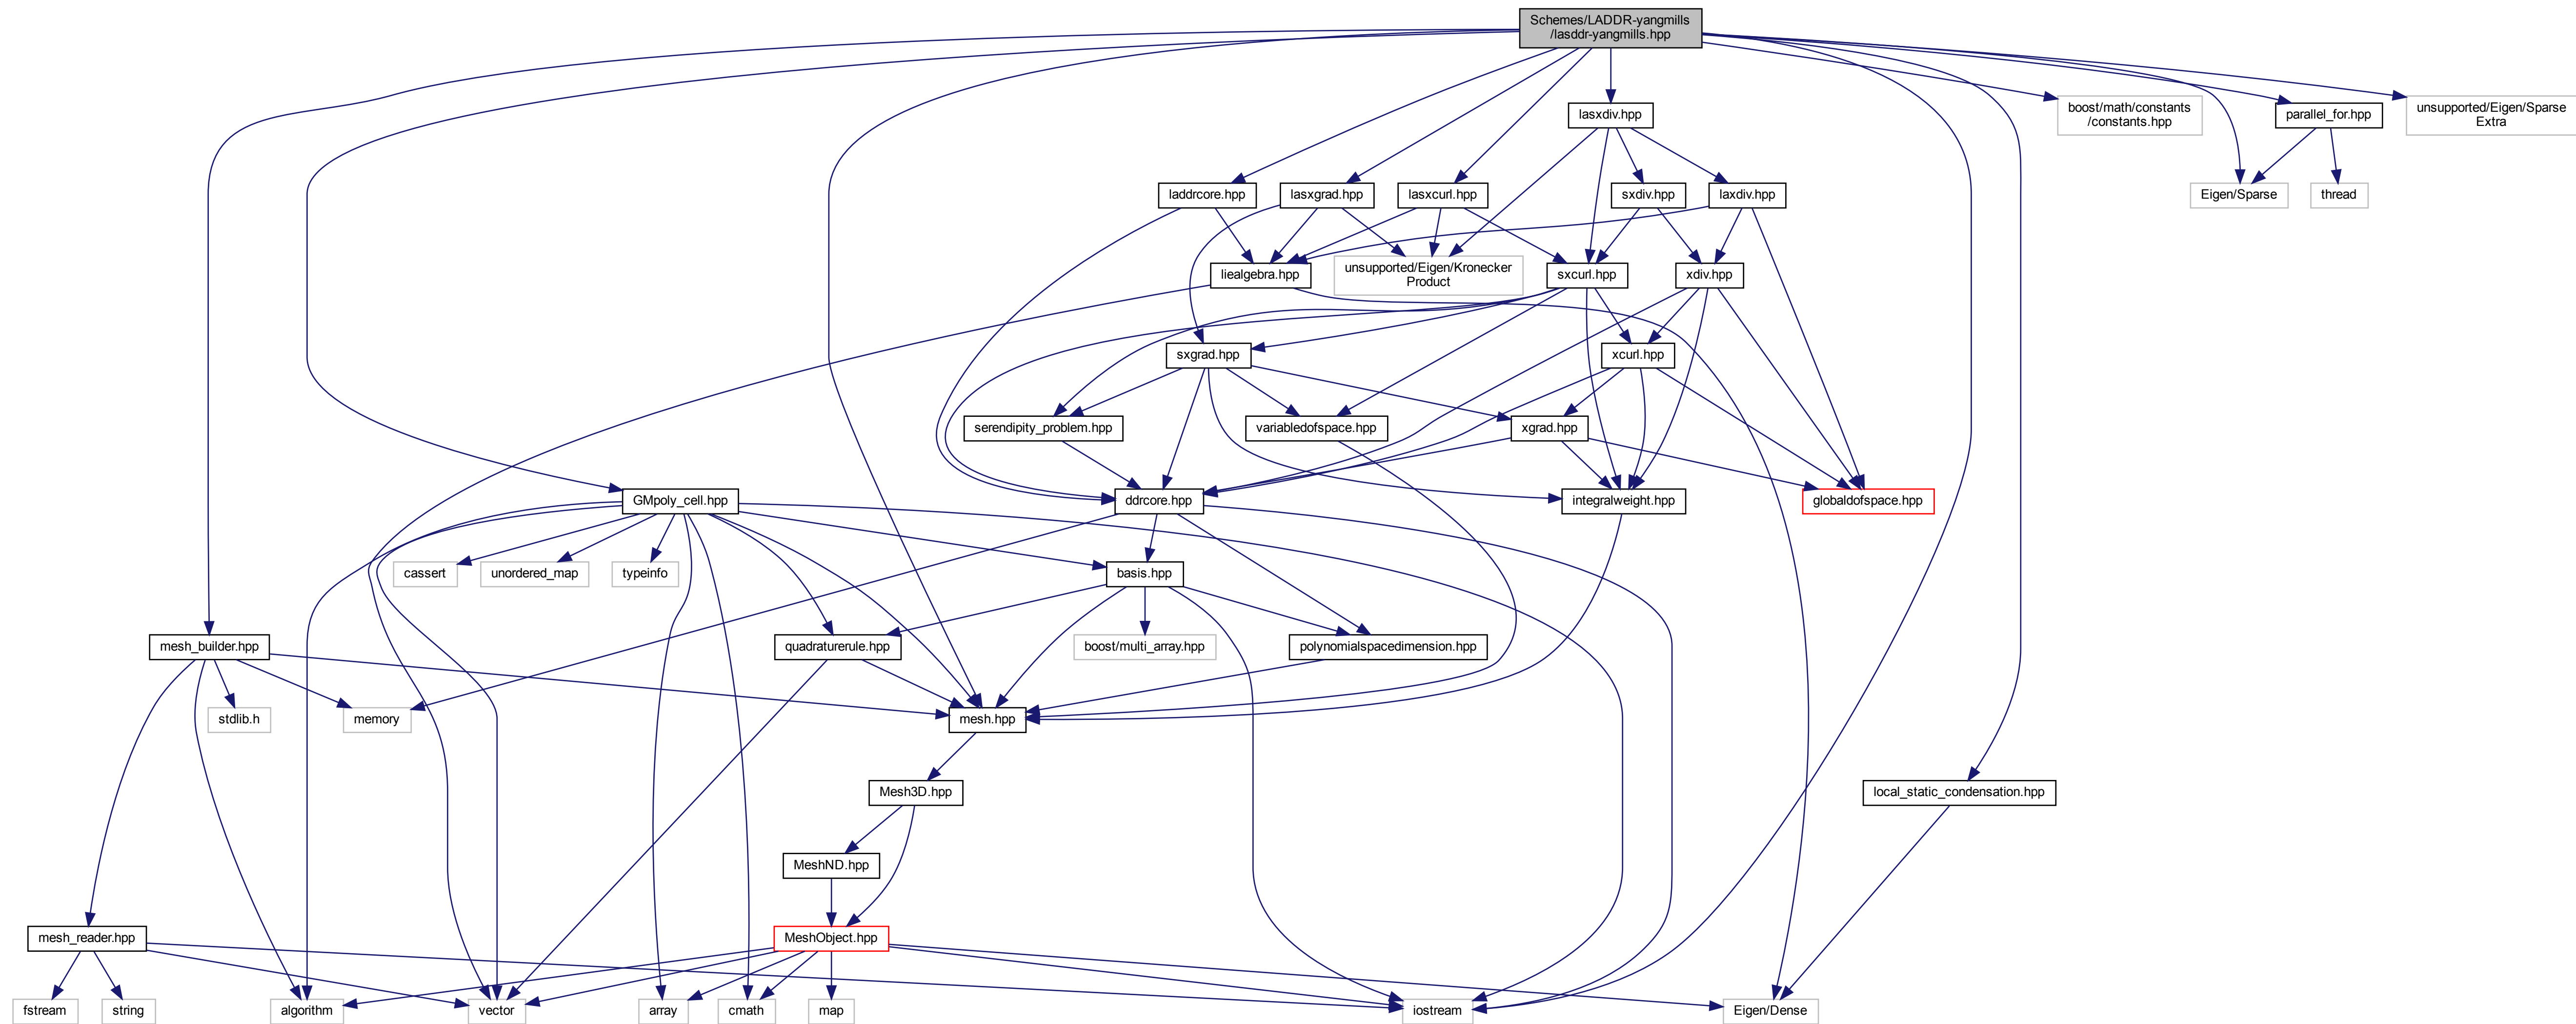 Schemes/LADDR-yangmills
/lasddr-yangmills.hpp
lasxdiv.hpp
boost/math/constants
/constants.hpp
parallel_for.hpp
unsupported/Eigen/Sparse
Extra
laddrcore.hpp
lasxgrad.hpp
lasxcurl.hpp
sxdiv.hpp
laxdiv.hpp
Eigen/Sparse
thread
liealgebra.hpp
unsupported/Eigen/Kronecker
Product
sxcurl.hpp
xdiv.hpp
sxgrad.hpp
xcurl.hpp
serendipity_problem.hpp
variabledofspace.hpp
xgrad.hpp
GMpoly_cell.hpp
ddrcore.hpp
integralweight.hpp
globaldofspace.hpp
cassert
unordered_map
typeinfo
basis.hpp
mesh_builder.hpp
quadraturerule.hpp
boost/multi_array.hpp
polynomialspacedimension.hpp
stdlib.h
memory
mesh.hpp
Mesh3D.hpp
local_static_condensation.hpp
MeshND.hpp
mesh_reader.hpp
MeshObject.hpp
fstream
string
algorithm
vector
array
cmath
map
iostream
Eigen/Dense